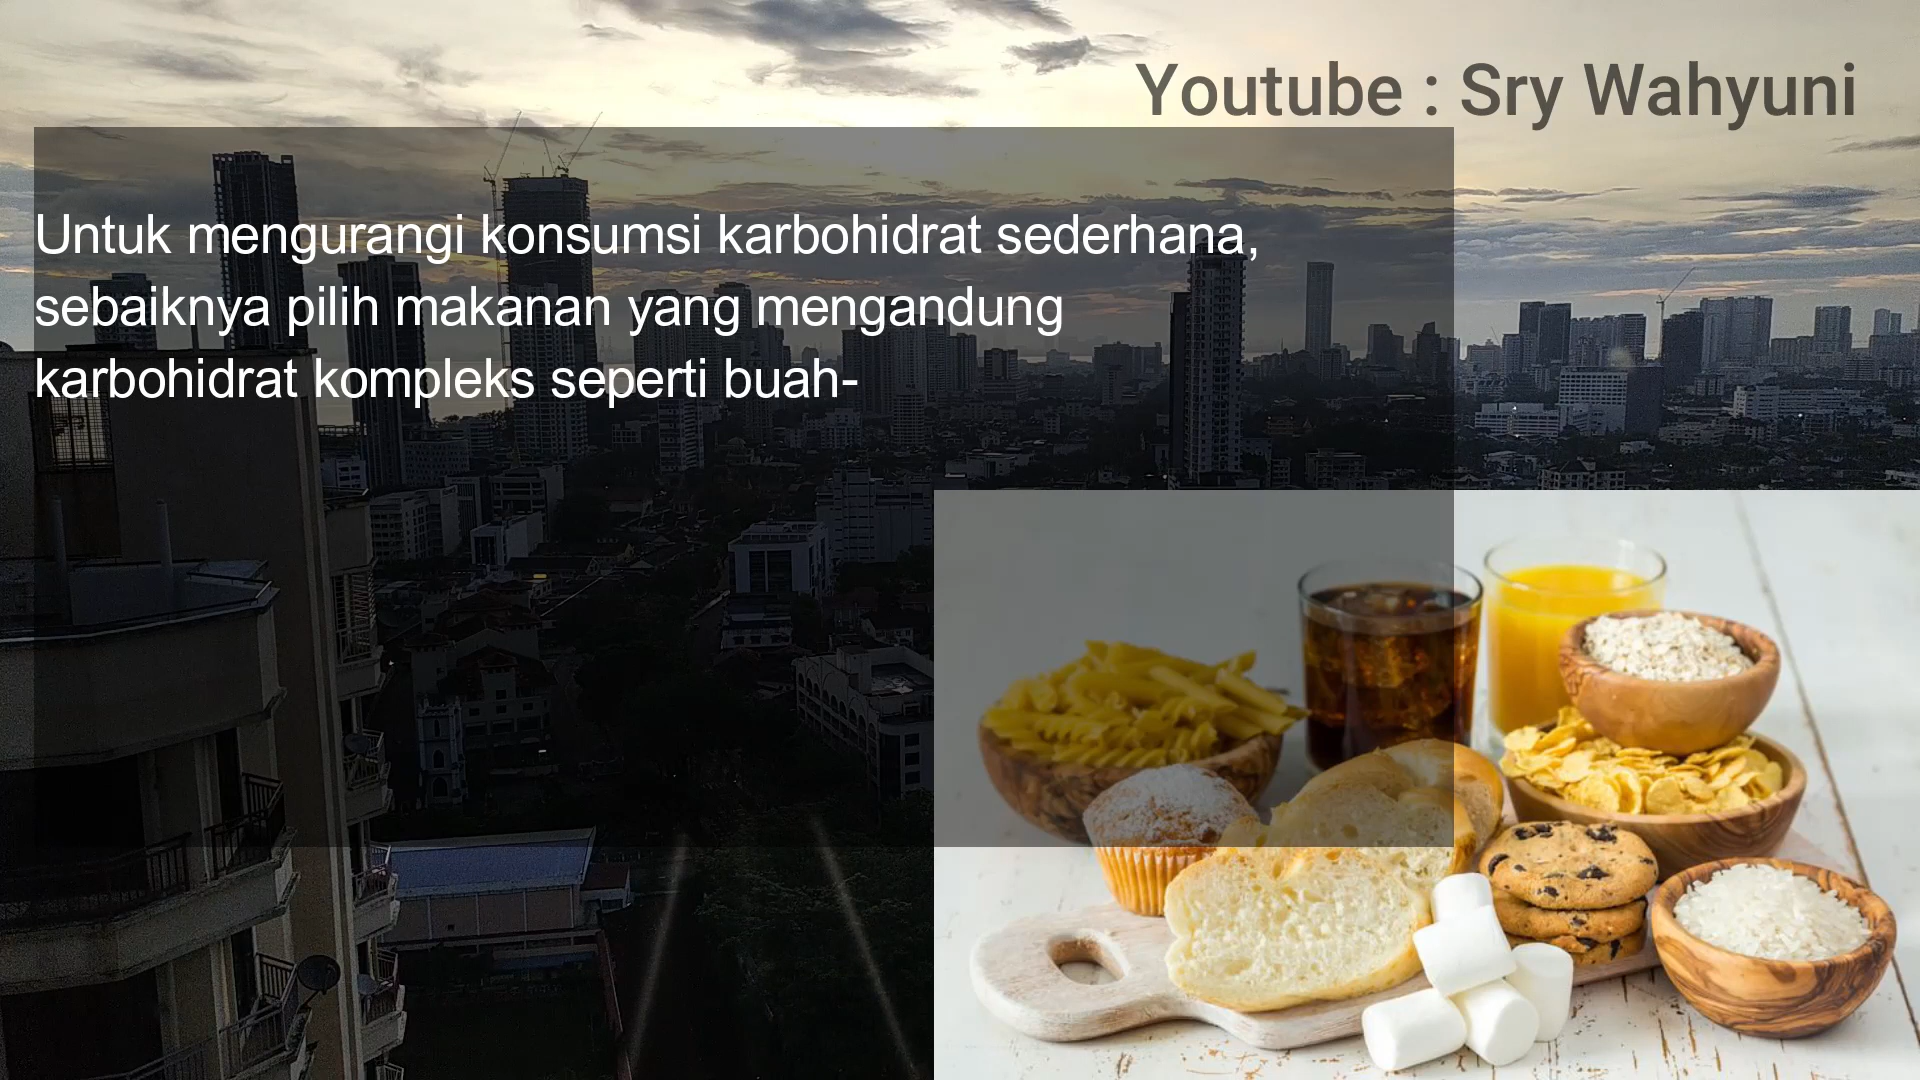 Youtube : Sry Wahyuni
Untuk mengurangi konsumsi karbohidrat sederhana,
sebaiknya pilih makanan yang mengandung
karbohidrat kompleks seperti buah-